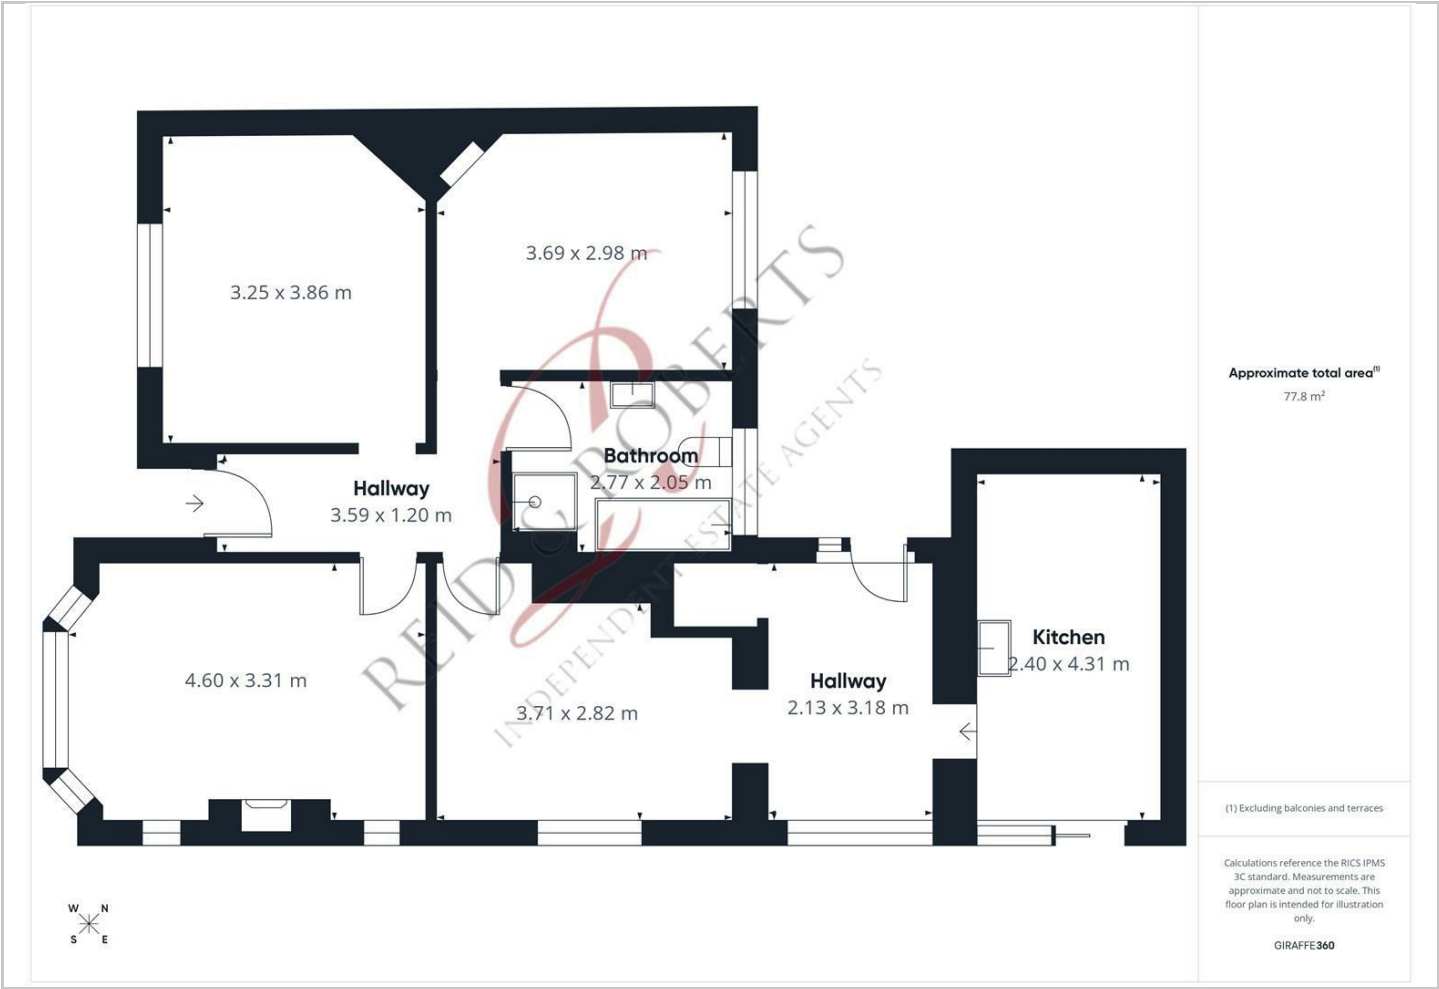 3.25 x 3.86 m
3.69 x 2.98 m
Bathroom
2.77 x 2.05 m
Hallway
3.59 x 1.20 m
4.60 x 3.31 m
3.71 x 2.82 m
Hallway
2.13 x 3.18 m
Kitchen
2.40 x 4.31 m
REID & ROBERTS
INDEPENDENT ESTATE AGENTS
W N
S E
Approximate total area(1)
77.8 m²
(1) Excluding balconies and terraces
Calculations reference the RICS IPMS
3C standard. Measurements are
approximate and not to scale. This
floor plan is intended for illustration
only.
GIRAFFE360